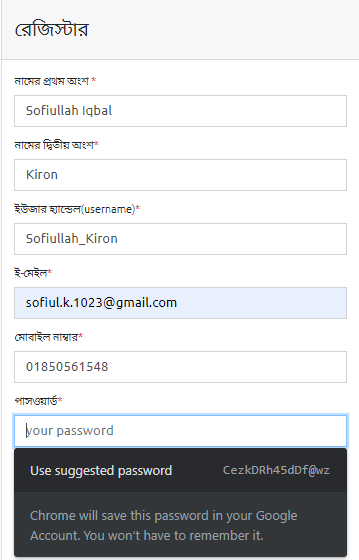 রেজিস্টার
নামের প্রথম অংশ *
Sofiullah Iqbal
নামের দ্বিতীয় অংশ*
Kiron
ইউজার হ্যান্ডেল(username)*
Sofiullah_Kiron
ই-মেইল*
sofiul.k.1023@gmail.com
মোবাইল নাম্বার*
01850561548
পাসওয়ার্ড*
your password
Use suggested password CezkDRh45dDf@wz
Chrome will save this password in your Google
Account. You won't have to remember it.